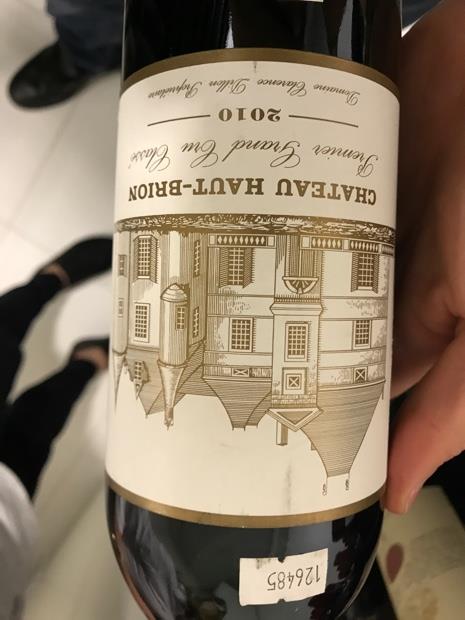 126485
CHATEAU HAUT-BRION
Premier Grand Cru Classé
2010
Domaine Clarence Dillon Propriétaire